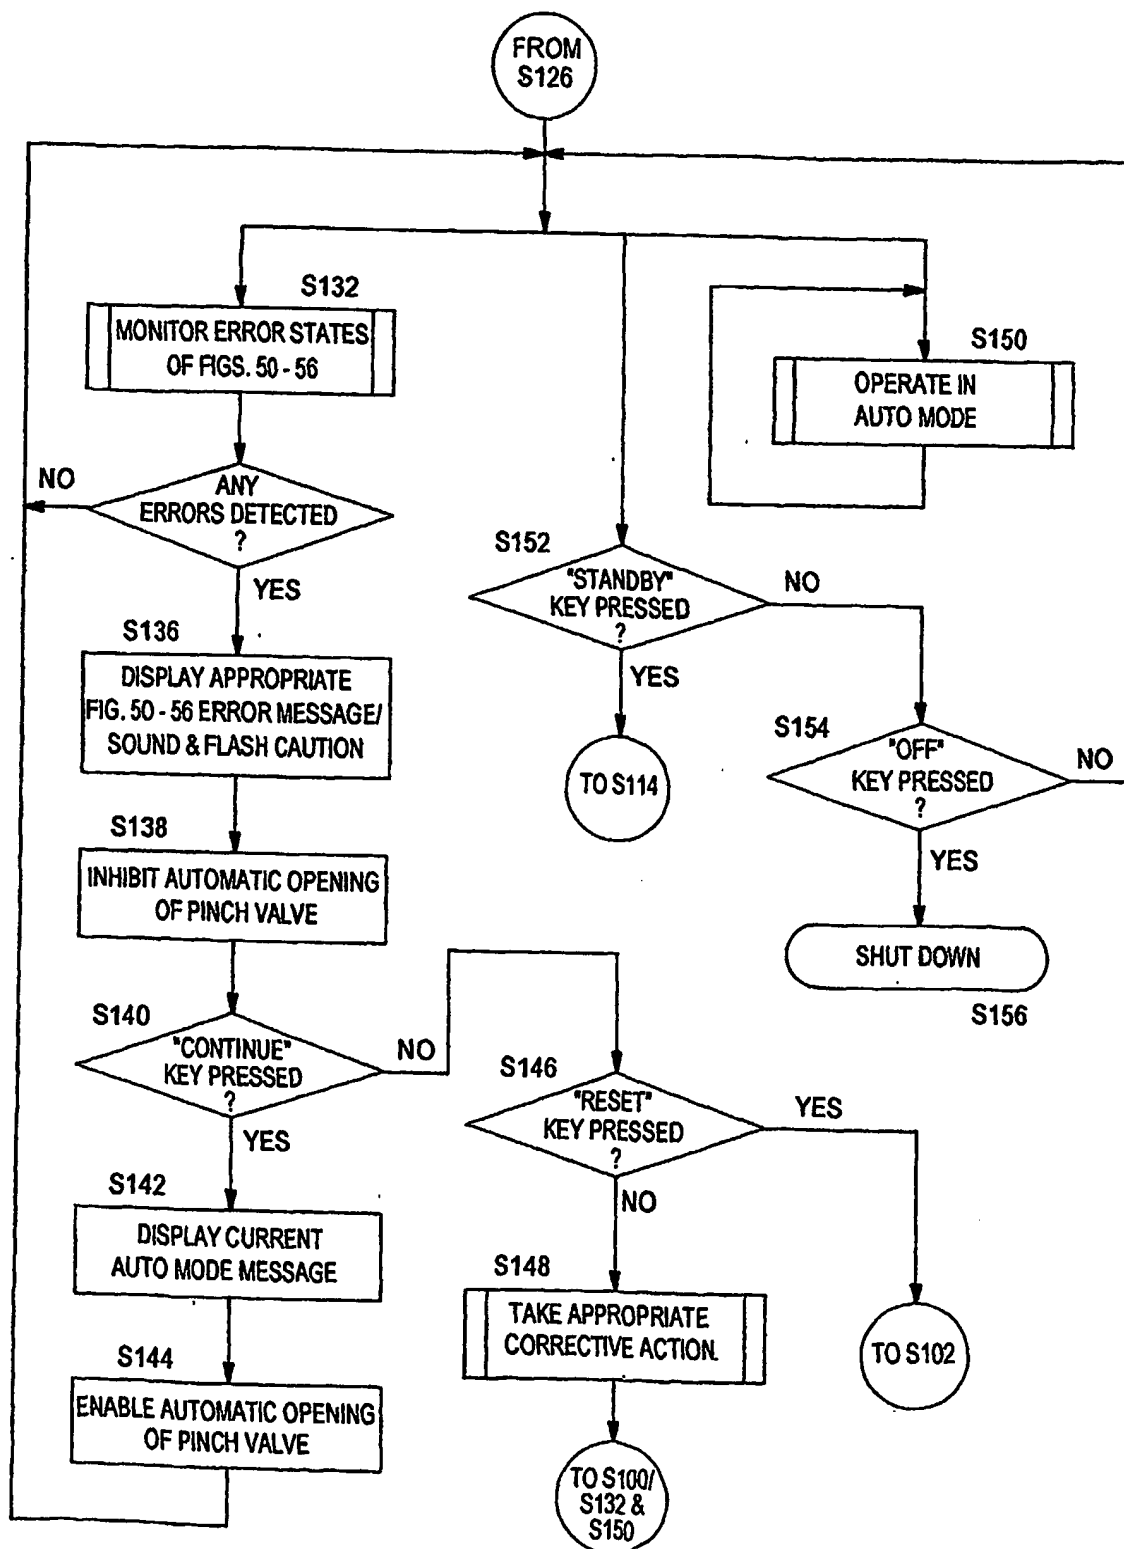 FROM
S126
S132
MONITOR ERROR STATES
OF FIGS. 50 - 56
S150
OPERATE IN
AUTO MODE
NO
ANY
ERRORS DETECTED
?
YES
S152
"STANDBY"
KEY PRESSED
?
NO
YES
S136
DISPLAY APPROPRIATE
FIG. 50 - 56 ERROR MESSAGE/
SOUND & FLASH CAUTION
TO S114
S154
"OFF"
KEY PRESSED
?
NO
YES
S138
INHIBIT AUTOMATIC OPENING
OF PINCH VALVE
SHUT DOWN
S156
S140
"CONTINUE"
KEY PRESSED
?
NO
YES
S146
"RESET"
KEY PRESSED
?
YES
NO
S142
DISPLAY CURRENT
AUTO MODE MESSAGE
S148
TAKE APPROPRIATE
CORRECTIVE ACTION.
TO S102
S144
ENABLE AUTOMATIC OPENING
OF PINCH VALVE
TO S100/
S132 &
S150